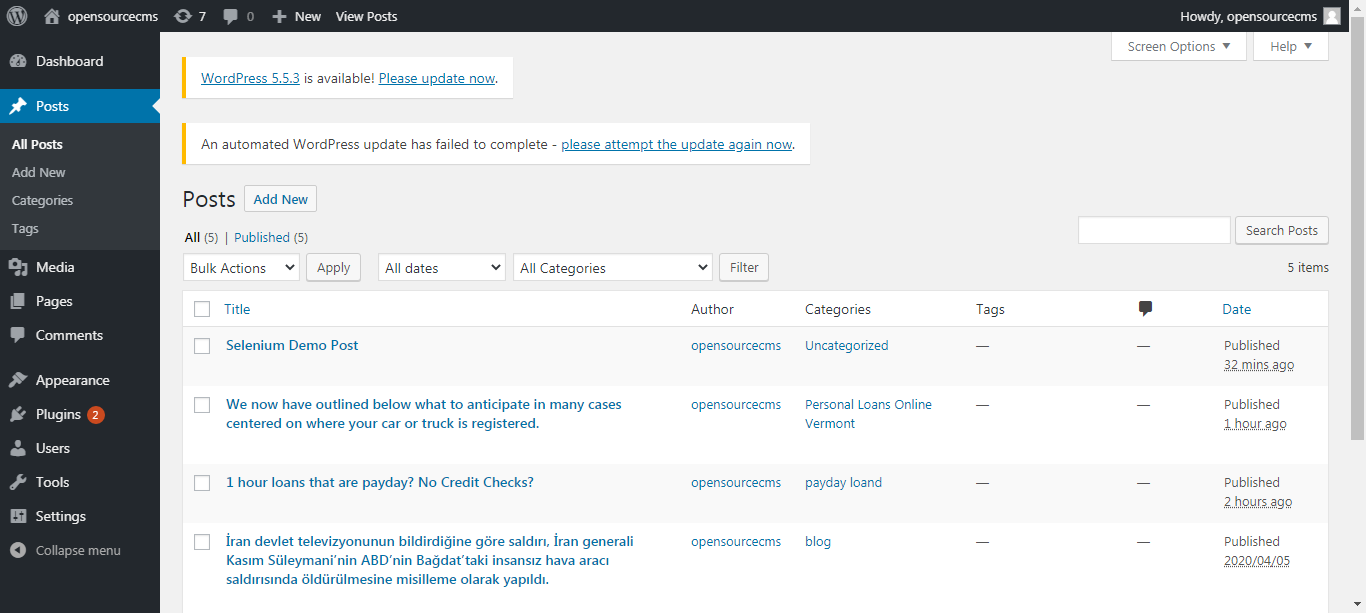 opensourcecms 7 0 New View Posts Howdy, opensourcecms
Screen Options Help
Dashboard
Posts
All Posts
Add New
Categories
Tags
Media
Pages
Comments
Appearance
Plugins 2
Users
Tools
Settings
Collapse menu
WordPress 5.5.3 is available! Please update now.
An automated WordPress update has failed to complete - please attempt the update again now.
Posts Add New
All (5) | Published (5)
Search Posts
Bulk Actions Apply All dates All Categories Filter 5 items
Title Author Categories Tags Date
Selenium Demo Post opensourcecms Uncategorized — — Published
32 mins ago
We now have outlined below what to anticipate in many cases opensourcecms Personal Loans Online — — Published
centered on where your car or truck is registered. Vermont 1 hour ago
1 hour loans that are payday? No Credit Checks? opensourcecms payday loand — — Published
2 hours ago
İran devlet televizyonunun bildirdiğine göre saldırı, İran generali opensourcecms blog — — Published
Kasım Süleymani’nin ABD’nin Bağdat’taki insansız hava aracı 2020/04/05
saldırısında öldürülmesine misilleme olarak yapıldı.